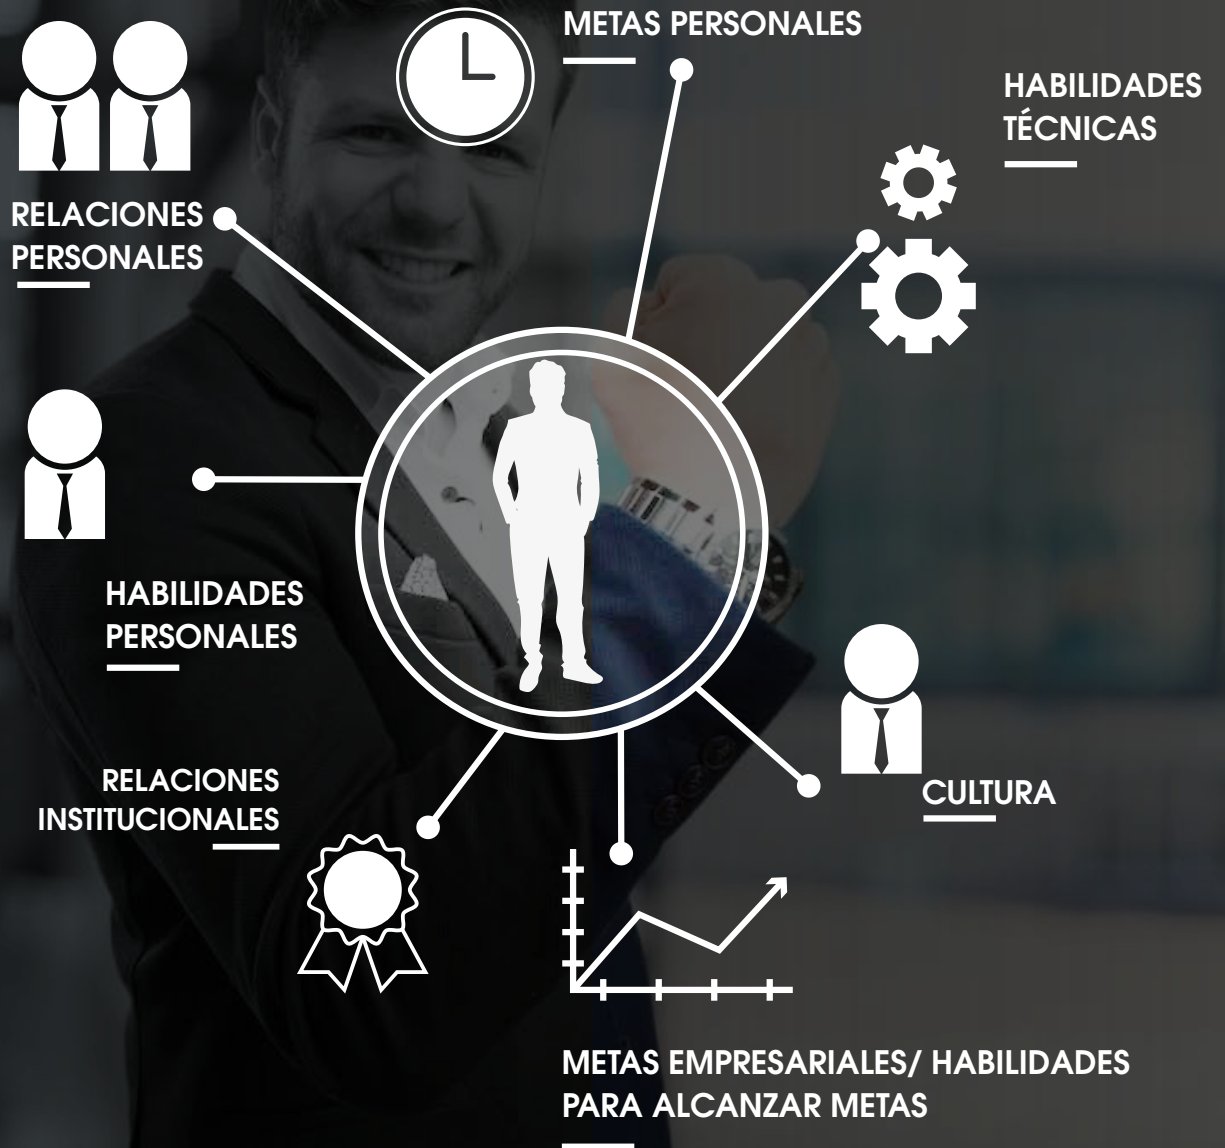 METAS PERSONALES
HABILIDADES
TÉCNICAS
RELACIONES
PERSONALES
HABILIDADES
PERSONALES
RELACIONES
INSTITUCIONALES
CULTURA
METAS EMPRESARIALES/ HABILIDADES
PARA ALCANZAR METAS